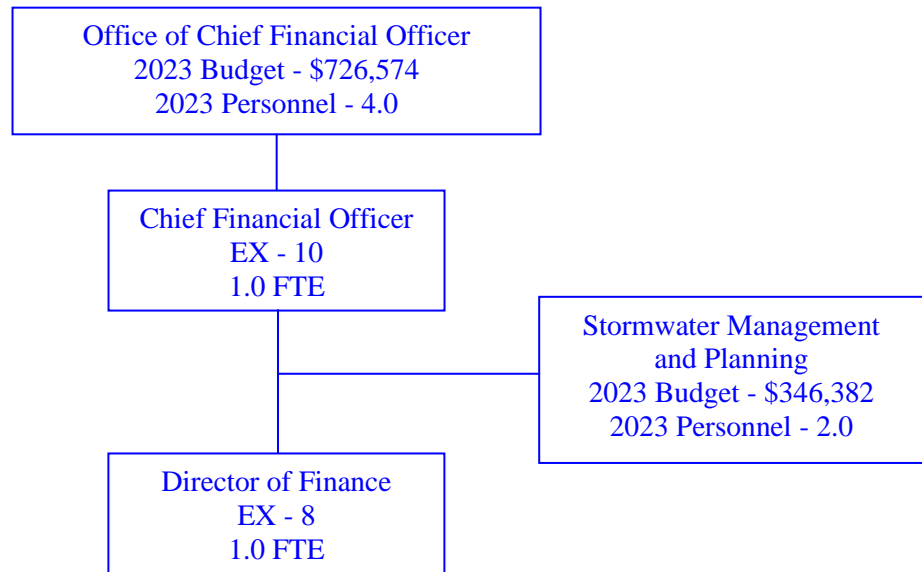 Office of Chief Financial Officer
2023 Budget - $726,574
2023 Personnel - 4.0
Chief Financial Officer
EX - 10
1.0 FTE
Stormwater Management
and Planning
2023 Budget - $346,382
2023 Personnel - 2.0
Director of Finance
EX - 8
1.0 FTE